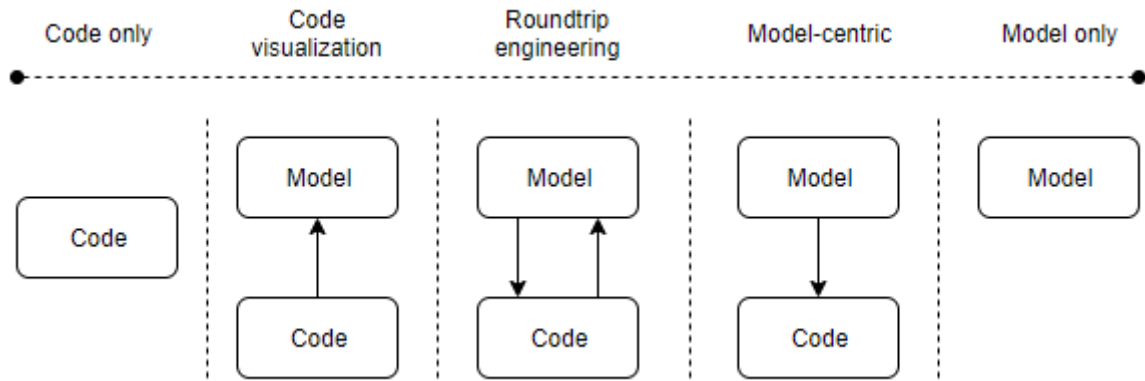 Code only
Code
visualization
Roundtrip
engineering
Model-centric
Model only
Model
Model
Model
Model
Code
Code
Code
Code